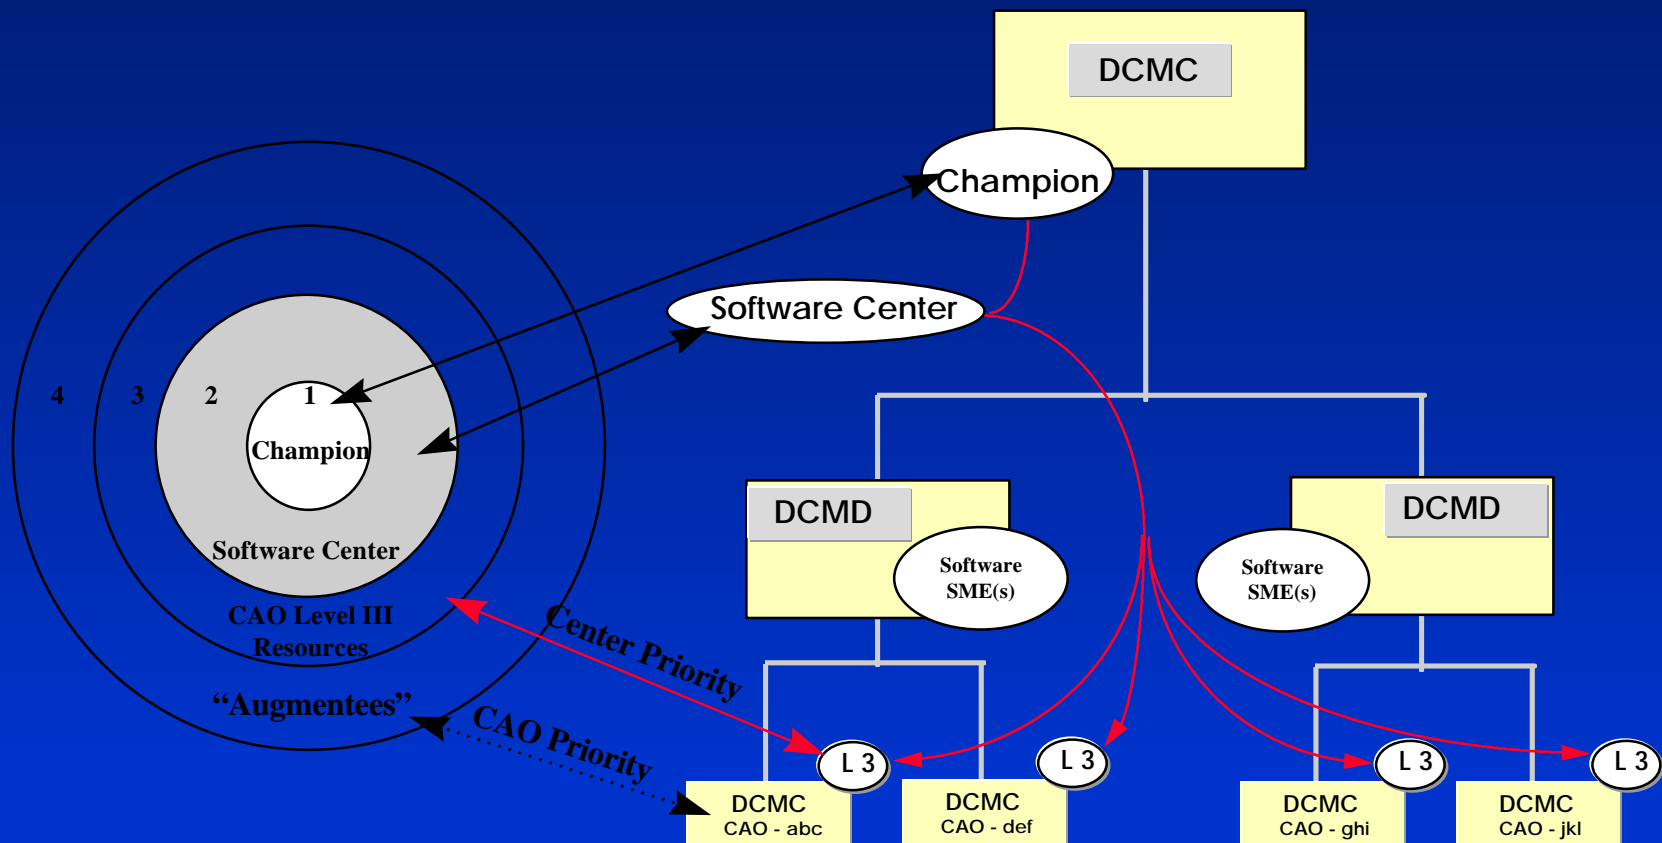 DCMC
Champion
Software Center
4 3 2 1
Champion
Software Center
CAO Level III
Resources
“Augmentees”
Center Priority
CAO Priority
DCMD
Software
SME(s)
DCMD
Software
SME(s)
L 3
L 3
L 3
L 3
DCMC
CAO - abc
DCMC
CAO - def
DCMC
CAO - ghi
DCMC
CAO - jkl